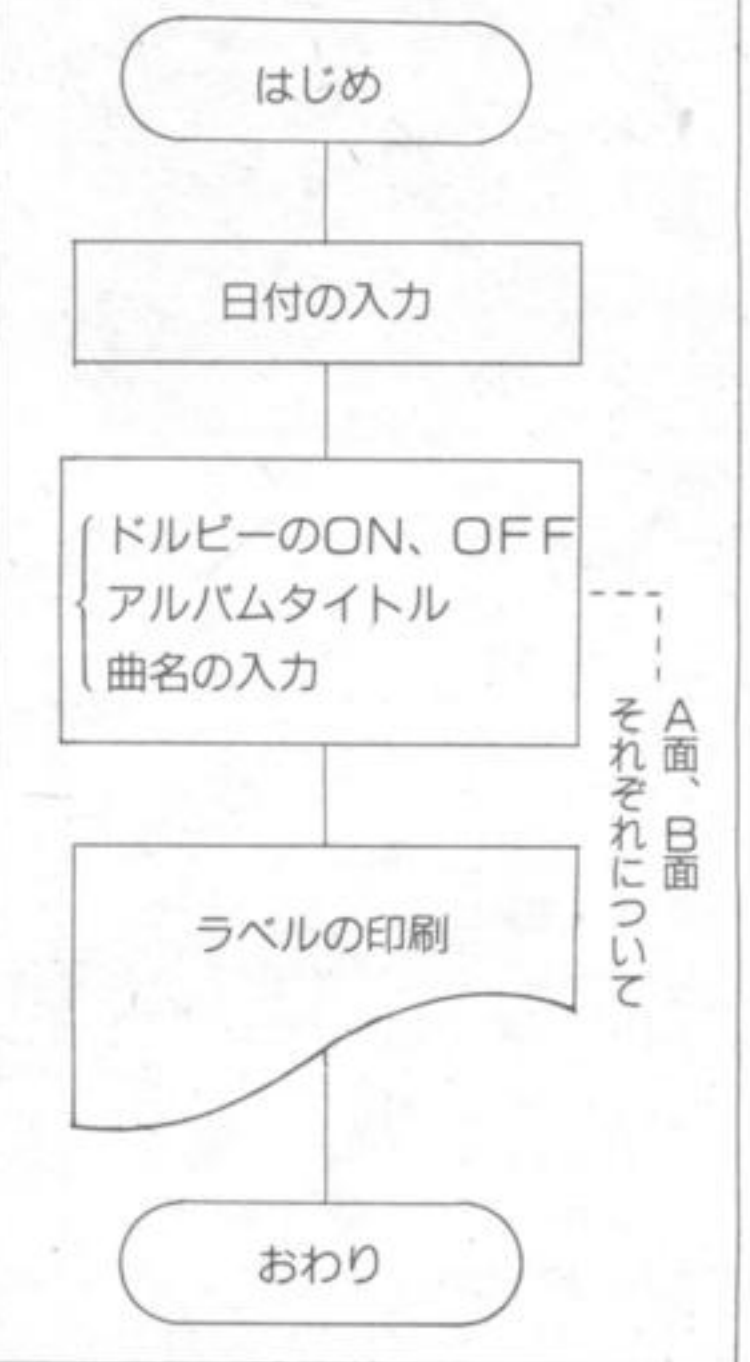 はじめ
日付の入力
ドルビーのON、OFF
アルバムタイトル
曲名の入力
A面、B面
それぞれについて
ラベルの印刷
おわり